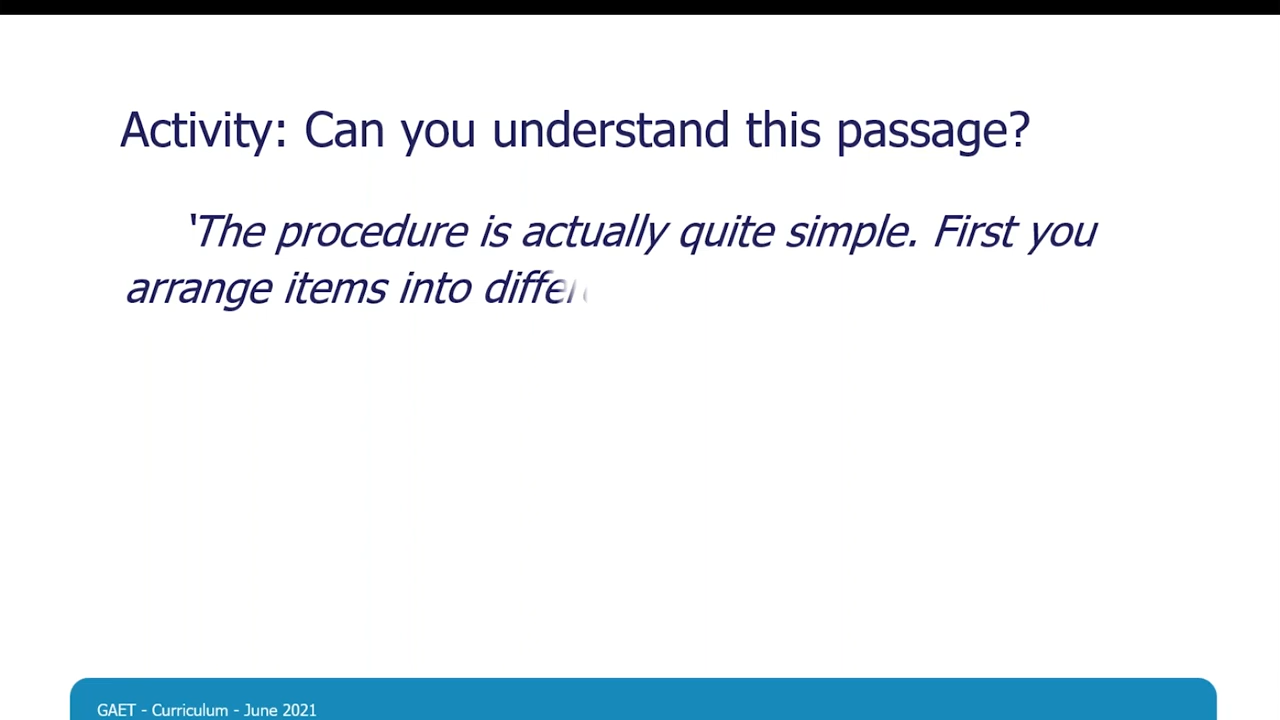 Activity: Can you understand this passage?
‘The procedure is actually quite simple. First you
arrange items into
GAET - Curriculum - June 2021